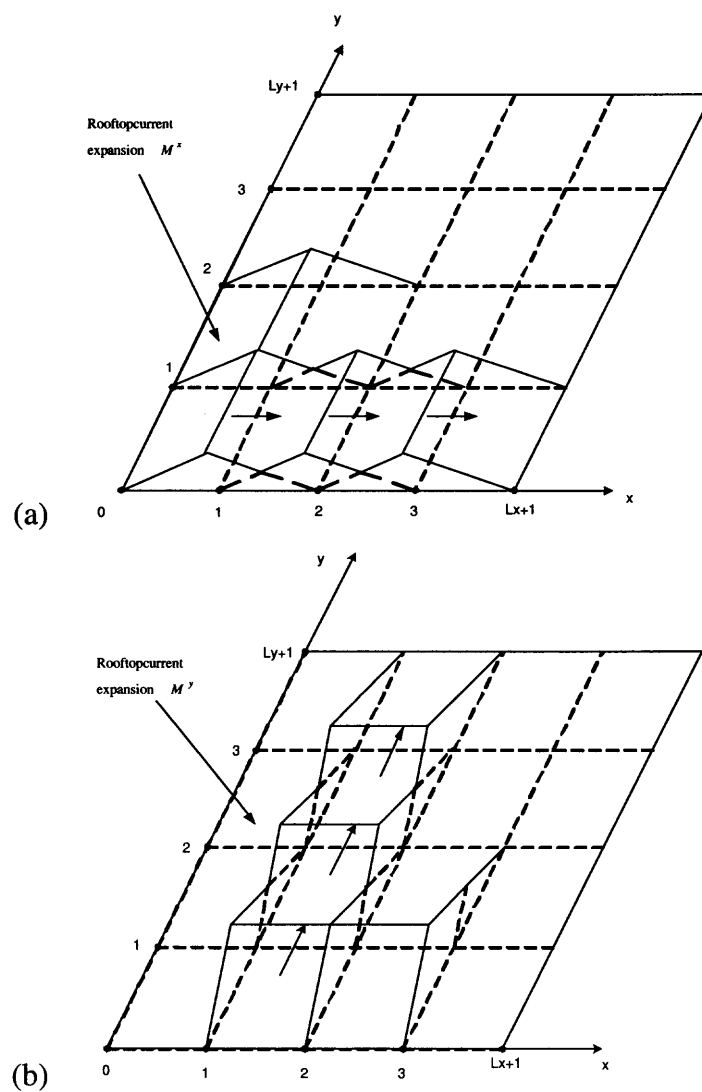 y
Ly+1
Rooftopcurrent
expansion M^x
3
2
1
0 1 2 3 Lx+1 x
(a)
y
Ly+1
Rooftopcurrent
expansion M^y
3
2
1
0 1 2 3 Lx+1 x
(b)